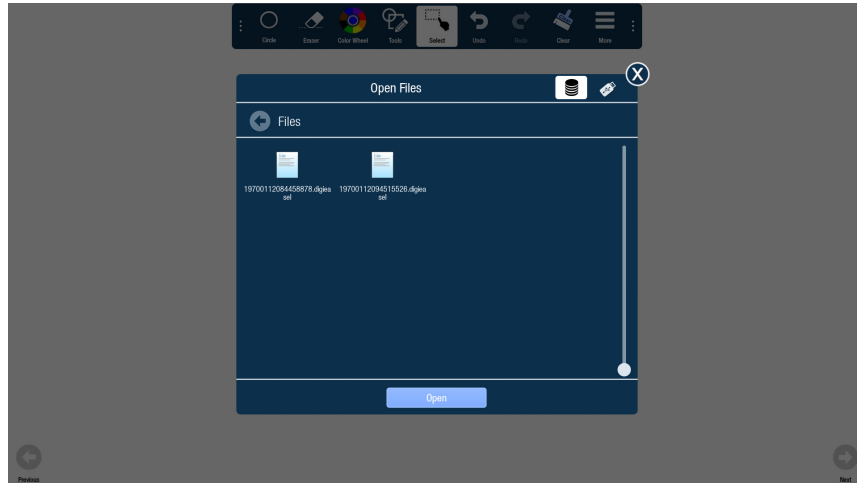 Circle
Eraser
Color Wheel
Tools
Select
Undo
Redo
Clear
More
Open Files
X
Files
19700112084458878.digiea
sel
19700112094515526.digiea
sel
Open
Previous
Next